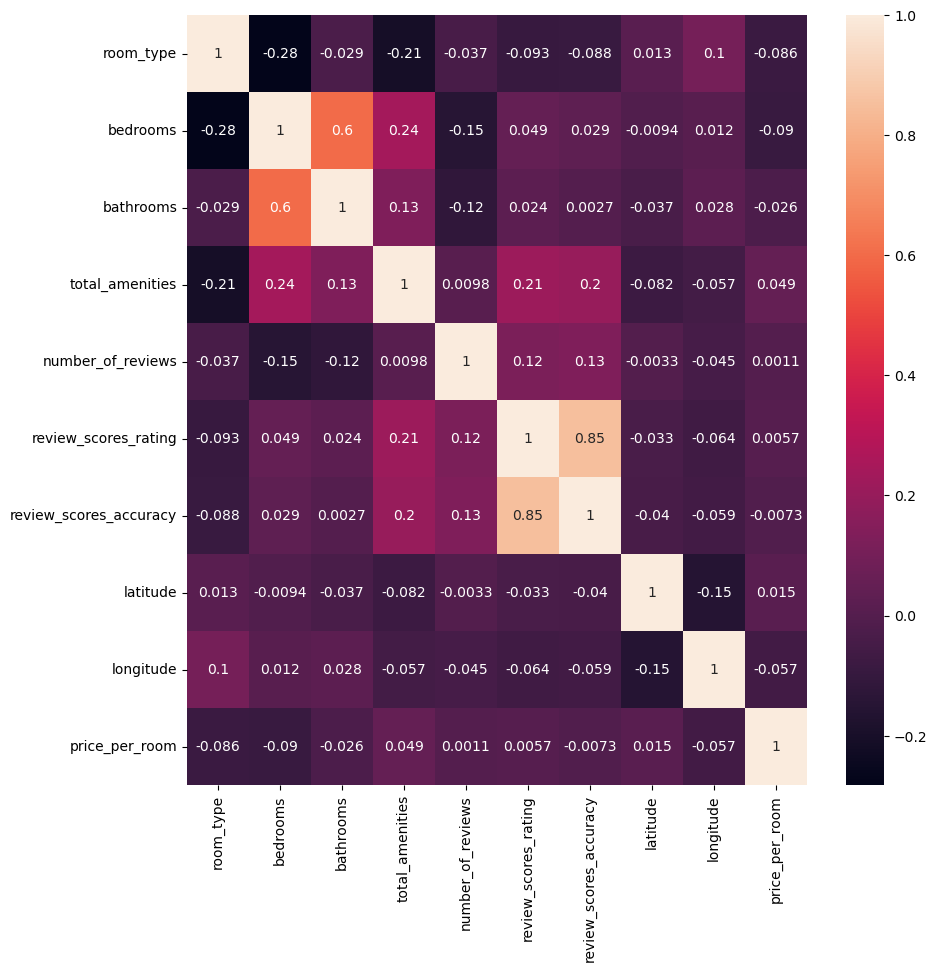 room_type 1 -0.28 -0.029 -0.21 -0.037 -0.093 -0.088 0.013 0.1 -0.086
bedrooms -0.28 1 0.6 0.24 -0.15 0.049 0.029 -0.0094 0.012 -0.09
bathrooms -0.029 0.6 1 0.13 -0.12 0.024 0.0027 -0.037 0.028 -0.026
total_amenities -0.21 0.24 0.13 1 0.0098 0.21 0.2 -0.082 -0.057 0.049
number_of_reviews -0.037 -0.15 -0.12 0.0098 1 0.12 0.13 -0.0033 -0.045 0.0011
review_scores_rating -0.093 0.049 0.024 0.21 0.12 1 0.85 -0.033 -0.064 0.0057
review_scores_accuracy -0.088 0.029 0.0027 0.2 0.13 0.85 1 -0.04 -0.059 -0.0073
latitude 0.013 -0.0094 -0.037 -0.082 -0.0033 -0.033 -0.04 1 -0.15 0.015
longitude 0.1 0.012 0.028 -0.057 -0.045 -0.064 -0.059 -0.15 1 -0.057
price_per_room -0.086 -0.09 -0.026 0.049 0.0011 0.0057 -0.0073 0.015 -0.057 1
room_type
bedrooms
bathrooms
total_amenities
number_of_reviews
review_scores_rating
review_scores_accuracy
latitude
longitude
price_per_room
1.0
0.8
0.6
0.4
0.2
0.0
−0.2